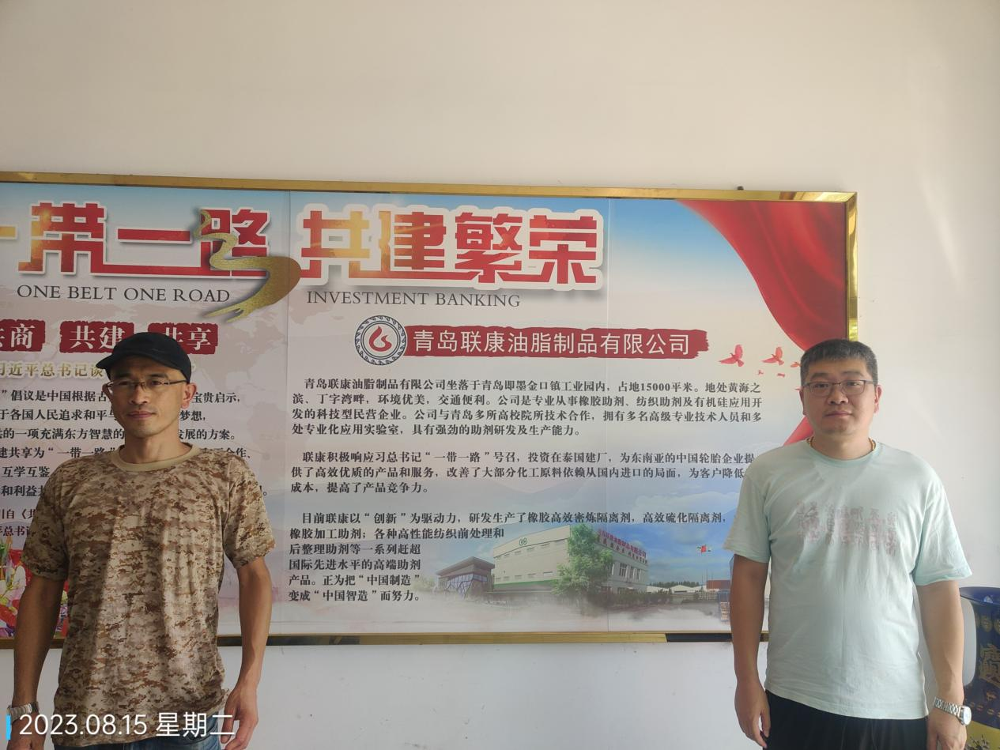 一带一路 共建繁荣
ONE BELT ONE ROAD
INVESTMENT BANKING
共商 共建 共享
习近平总书记谈
”倡议是中国根据古
宝贵启示，
于各国人民追求和平与
梦想，
的一项充满东方智慧的
发展的方案。
建共享为“一带一路”
合作、
互学互鉴
和利益共
引自《共
平总书记
青岛联康油脂制品有限公司
青岛联康油脂制品有限公司坐落于青岛即墨金口镇工业园内，占地15000平米。地处黄海之
滨、丁字湾畔，环境优美，交通便利。公司是专业从事橡胶助剂、纺织助剂及有机硅应用开
发的科技型民营企业。公司与青岛多所高校院所技术合作，拥有多名高级专业技术人员和多
处专业化应用实验室，具有强劲的助剂研发及生产能力。
联康积极响应习总书记“一带一路”号召，投资在泰国建厂，为东南亚的中国轮胎企业提
供了高效优质的产品和服务，改善了大部分化工原料依赖从国内进口的局面，为客户降低
成本，提高了产品竞争力。
目前联康以“创新”为驱动力，研发生产了橡胶高效密炼隔离剂，高效硫化隔离剂，
橡胶加工助剂；各种高性能纺织前处理和
后整理助剂等一系列赶超
国际先进水平的高端助剂
产品。正为把“中国制造”
变成“中国智造”而努力。
2023.08.15 星期二